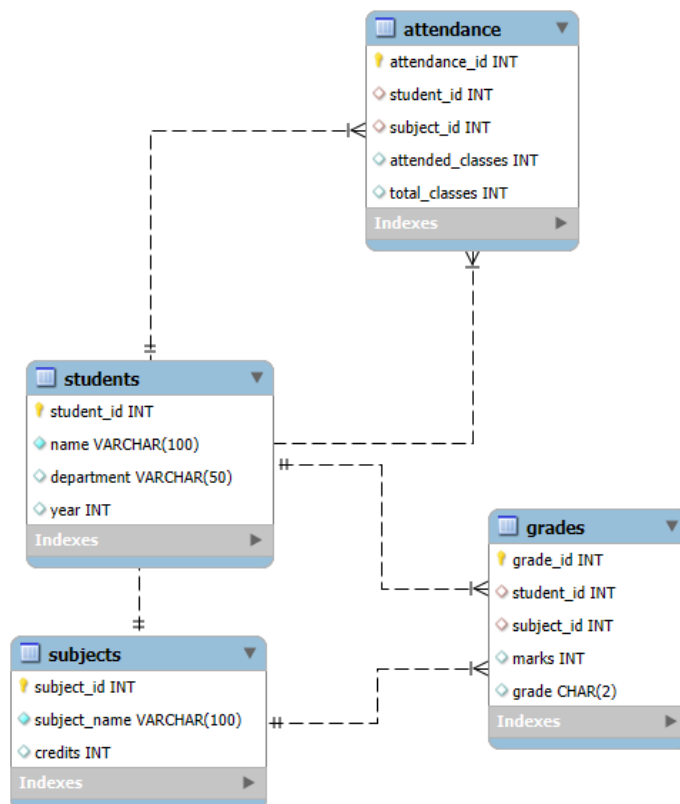 attendance
attendance_id INT
student_id INT
subject_id INT
attended_classes INT
total_classes INT
Indexes
students
student_id INT
name VARCHAR(100)
department VARCHAR(50)
year INT
Indexes
grades
grade_id INT
student_id INT
subject_id INT
marks INT
grade CHAR(2)
Indexes
subjects
subject_id INT
subject_name VARCHAR(100)
credits INT
Indexes